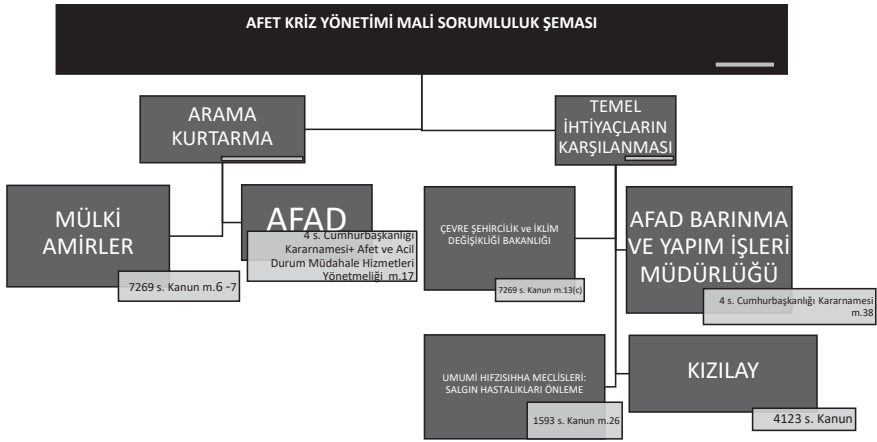 AFET KRİZ YÖNETİMİ MALİ SORUMLULUK ŞEMASI
ARAMA
KURTARMA
TEMEL
İHTİYAÇLARIN
KARŞILANMASI
MÜLKİ
AMİRLER
7269 s. Kanun m.6 -7
AFAD
4 s. Cumhurbaşkanlığı
Kararnamesi+ Afet ve Acil
Durum Müdahale Hizmetleri
Yönetmeliği m.17
ÇEVRE ŞEHİRCİLİK ve İKLİM
DEĞİŞİKLİĞİ BAKANLIĞI
7269 s. Kanun m.13(c)
AFAD BARINMA
VE YAPIM İŞLERİ
MÜDÜRLÜĞÜ
4 s. Cumhurbaşkanlığı Kararnamesi
m.38
UMUMİ HIFZISIHHA MECLİSLERİ:
SALGIN HASTALIKLARI ÖNLEME
1593 s. Kanun m.26
KIZILAY
4123 s. Kanun